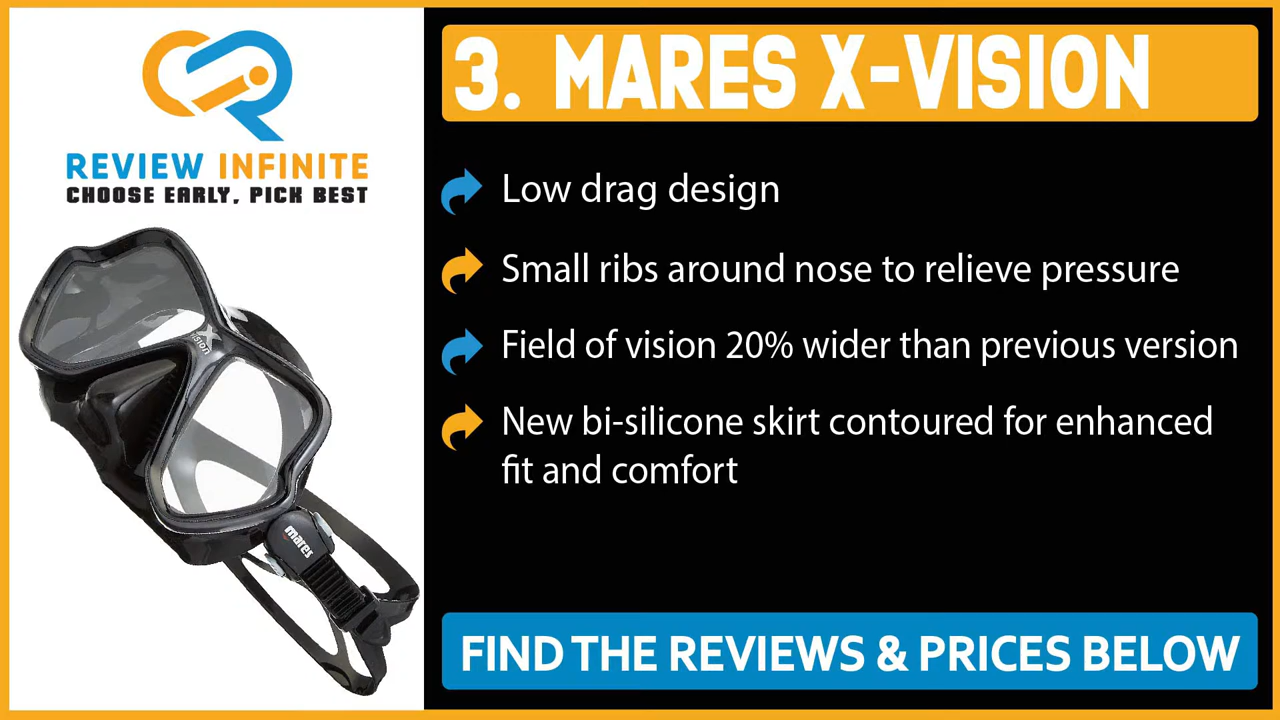 REVIEW INFINITE
CHOOSE EARLY, PICK BEST
3. MARES X-VISION
Low drag design
Small ribs around nose to relieve pressure
Field of vision 20% wider than previous version
New bi-silicone skirt contoured for enhanced
fit and comfort
X
vision
mares
FIND THE REVIEWS & PRICES BELOW